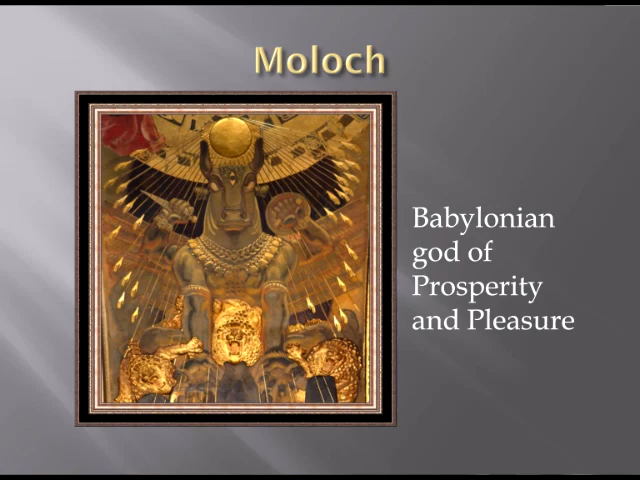 Moloch
Babylonian
god of
Prosperity
and Pleasure